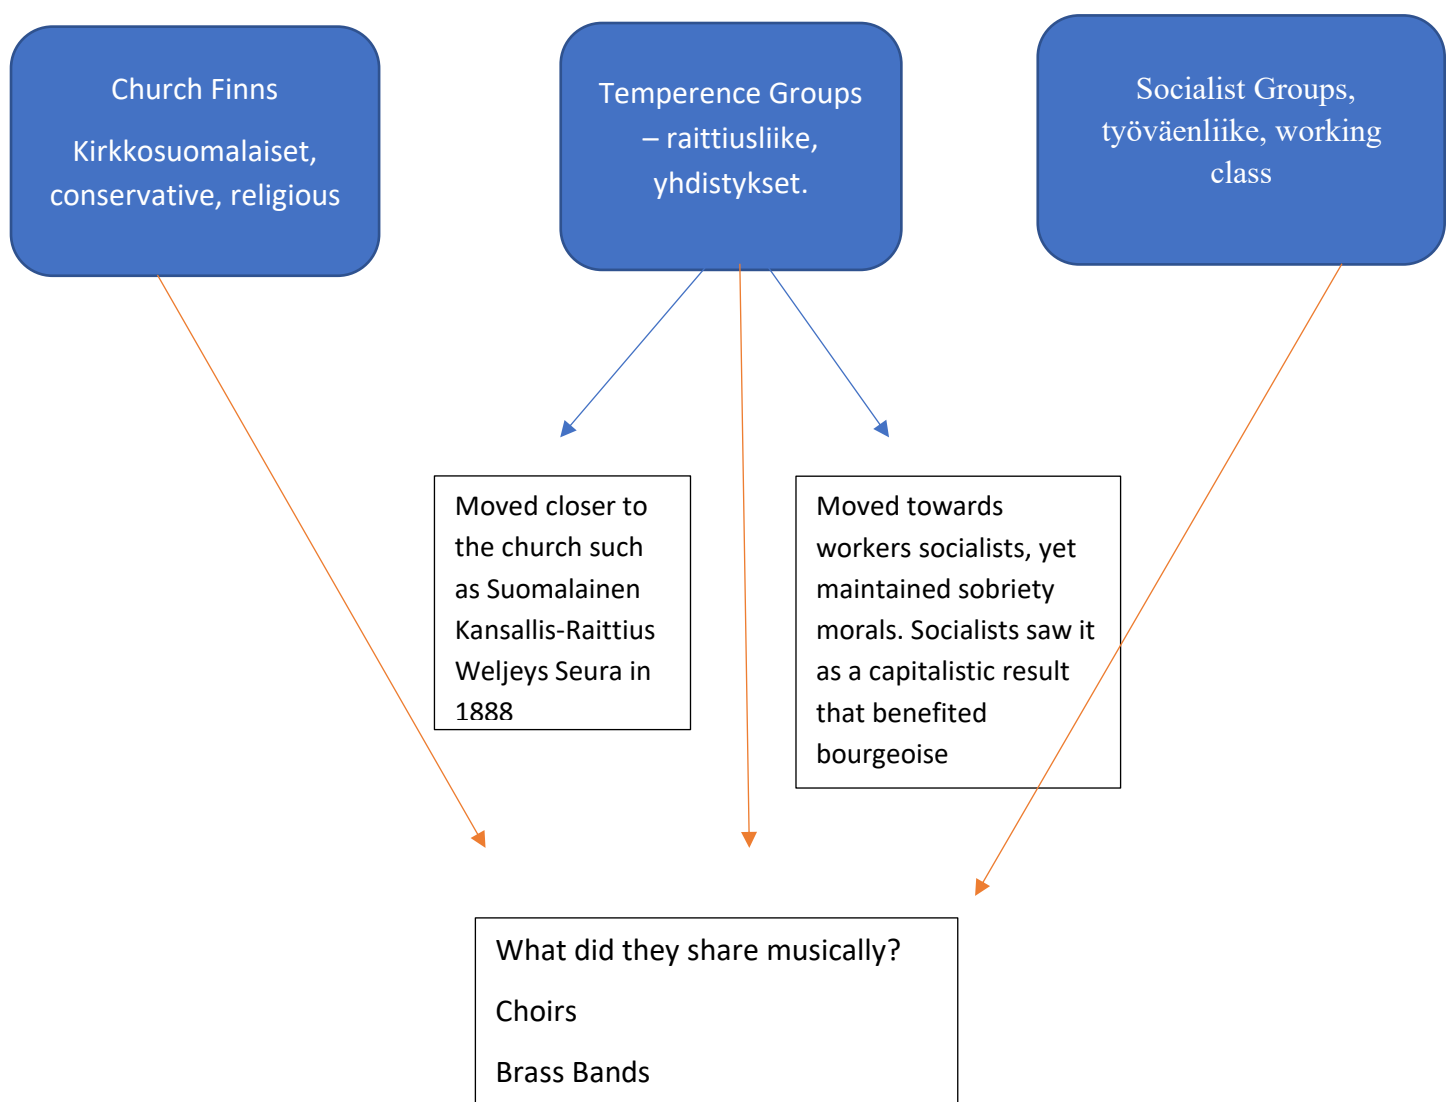 Church Finns
Kirkkosuomalaiset,
conservative, religious
Temperence Groups
– raittiusliike,
yhdistykset.
Socialist Groups,
työväenliike, working
class
Moved closer to
the church such
as Suomalainen
Kansallis-Raittius
Weljeys Seura in
1888
Moved towards
workers socialists, yet
maintained sobriety
morals. Socialists saw it
as a capitalistic result
that benefited
bourgeoise
What did they share musically?
Choirs
Brass Bands